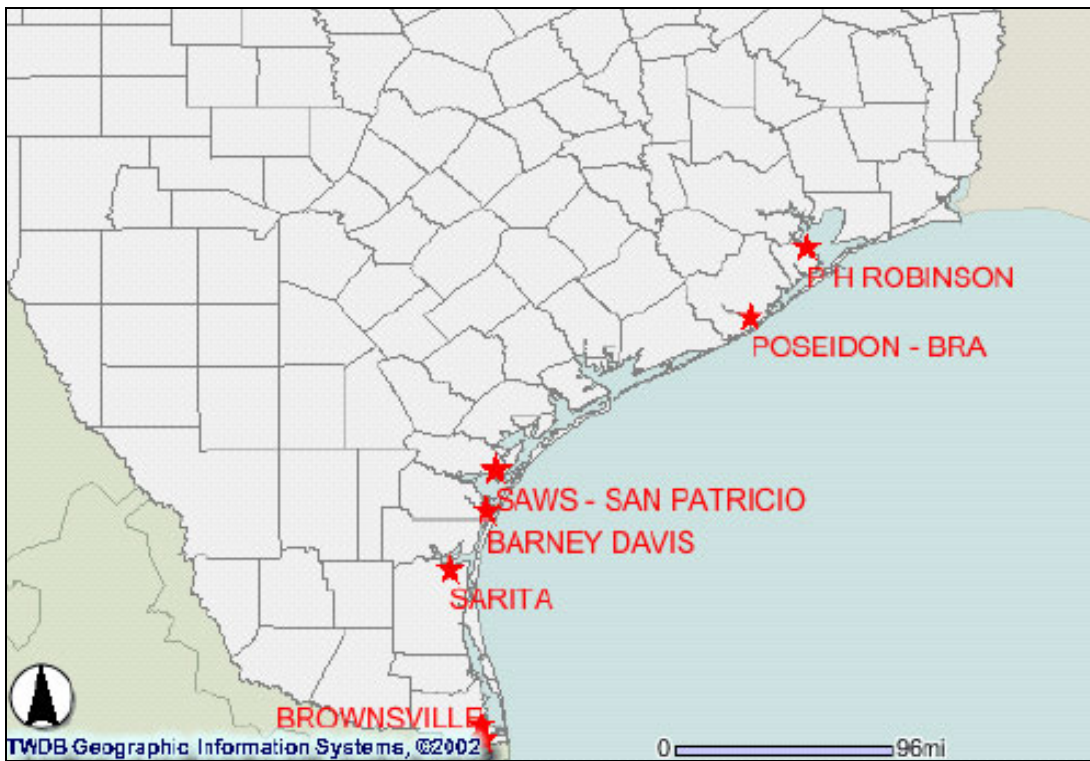 P H ROBINSON
POSEIDON - BRA
SAWS - SAN PATRICIO
BARNEY DAVIS
SARITA
BROWNSVILLE
TWDB Geographic Information Systems, ©2002
0 96mi